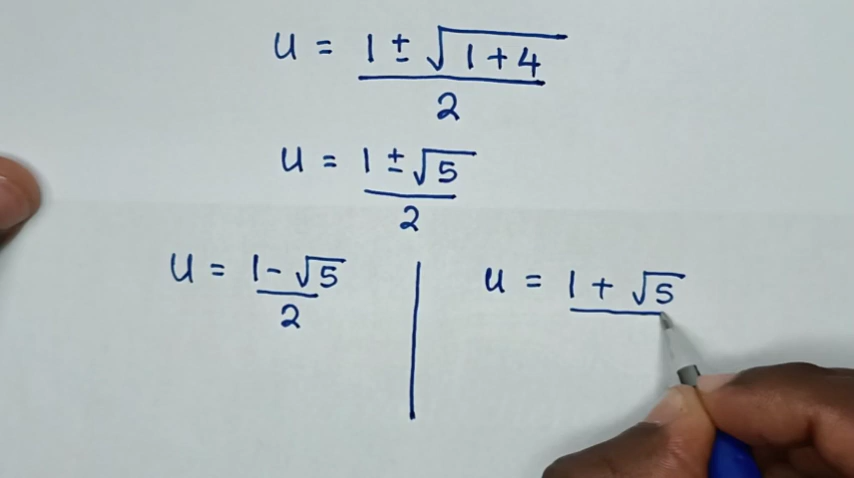 u = (1 ± √(1+4)) / 2
u = (1 ± √5) / 2
u = (1 - √5) / 2
u = 1 + √5